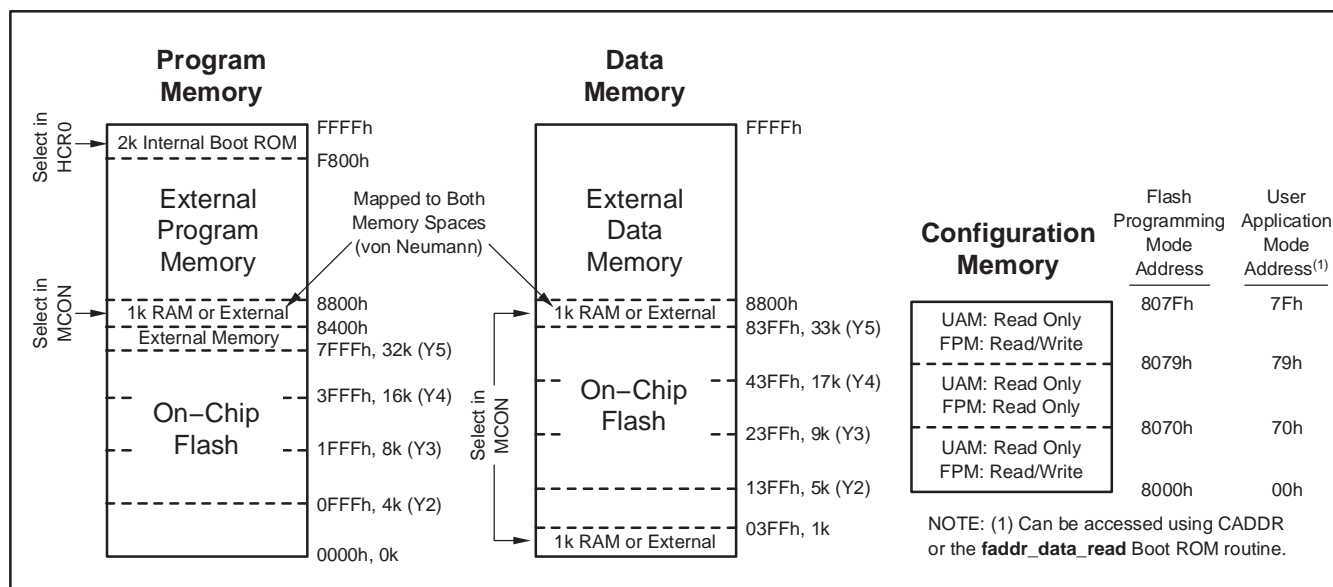 Program
Memory
Select in
HCR0
2k Internal Boot ROM
FFFFh
F800h
External
Program
Memory
Mapped to Both
Memory Spaces
(von Neumann)
Select in
MCON
8800h
1k RAM or External
8400h
External Memory
7FFFh, 32k (Y5)
3FFFh, 16k (Y4)
On−Chip
Flash
1FFFh, 8k (Y3)
0FFFh, 4k (Y2)
0000h, 0k
Data
Memory
FFFFh
External
Data
Memory
8800h
1k RAM or External
83FFh, 33k (Y5)
Select in
MCON
43FFh, 17k (Y4)
On−Chip
Flash
23FFh, 9k (Y3)
13FFh, 5k (Y2)
03FFh, 1k
1k RAM or External
Configuration
Memory
Flash
Programming
Mode
Address
User
Application
Mode
Address(1)
807Fh 7Fh
UAM: Read Only
FPM: Read/Write
8079h 79h
UAM: Read Only
FPM: Read Only
8070h 70h
UAM: Read Only
FPM: Read/Write
8000h 00h
NOTE: (1) Can be accessed using CADDR
or the faddr_data_read Boot ROM routine.